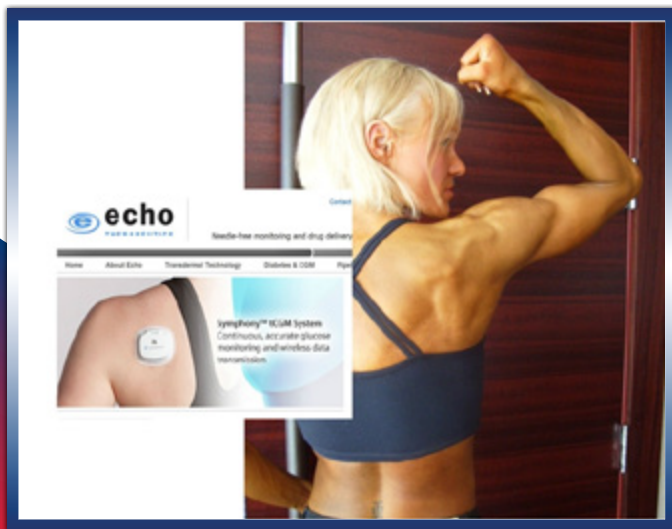 Contact
echo
Needle-free monitoring and drug delivery
Home About Echo Transdermal Technology Diabetes & CGM
Symphony™ tCGM System
Continuous, accurate glucose
monitoring and wireless data
transmission